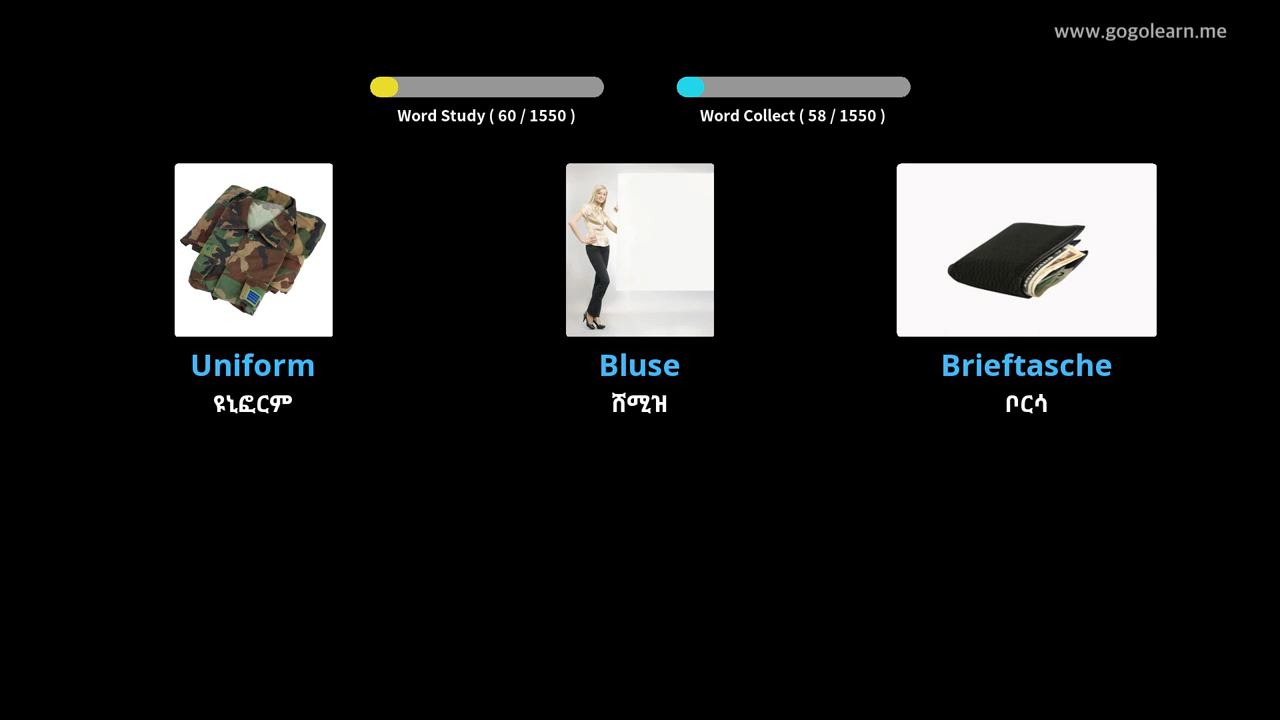 www.gogolearn.me
Word Study ( 60 / 1550 )
Word Collect ( 58 / 1550 )
Uniform
Bluse
Brieftasche
ዩኒፎርም
ሸሚዝ
ቦርሳ